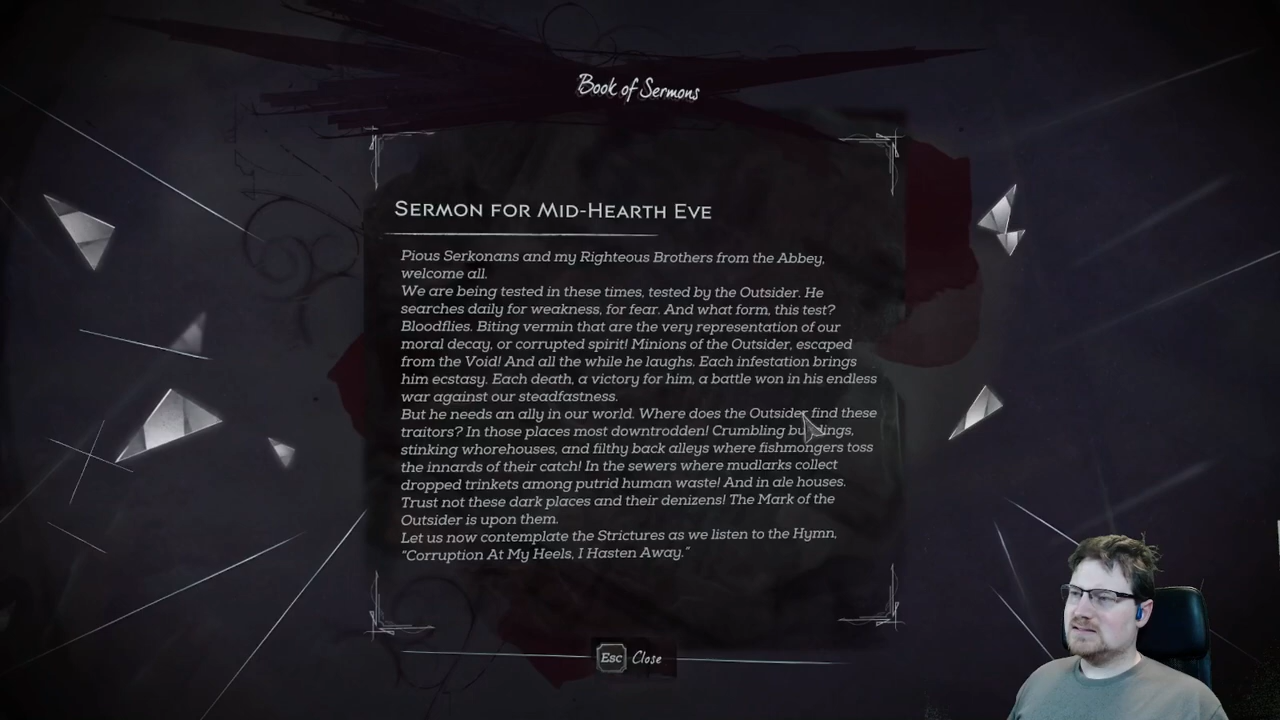 Book of Sermons
Sermon for Mid-Hearth Eve
Pious Serkonans and my Righteous Brothers from the Abbey,
welcome all.
We are being tested in these times, tested by the Outsider. He
searches daily for weakness, for fear. And what form, this test?
Bloodflies. Biting vermin that are the very representation of our
moral decay, or corrupted spirit! Minions of the Outsider, escaped
from the Void! And all the while he laughs. Each infestation brings
him ecstasy. Each death, a victory for him, a battle won in his endless
war against our steadfastness.
But he needs an ally in our world. Where does the Outsider find these
traitors? In those places most downtrodden! Crumbling buildings,
stinking whorehouses, and filthy back alleys where fishmongers toss
the innards of their catch! In the sewers where mudlarks collect
dropped trinkets among putrid human waste! And in ale houses.
Trust not these dark places and their denizens! The Mark of the
Outsider is upon them.
Let us now contemplate the Strictures as we listen to the Hymn,
“Corruption At My Heels, I Hasten Away.”
Esc Close